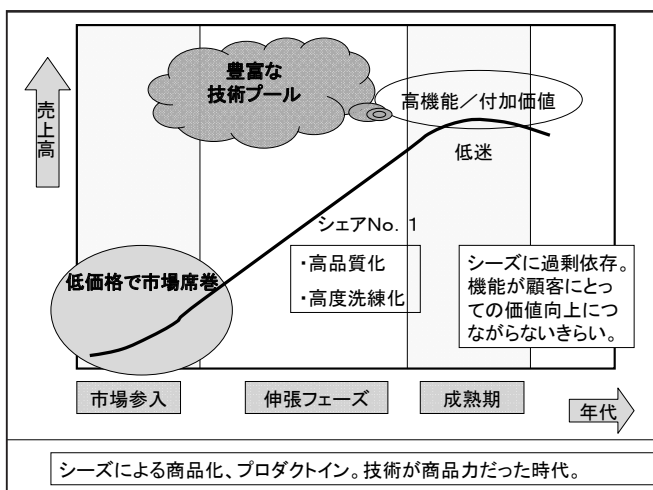 豊富な
技術プール
高機能／付加価値
売上高
低迷
シェアNo．1
・高品質化
・高度洗練化
低価格で市場席巻
シーズに過剰依存。
機能が顧客にとっ
ての価値向上につ
ながらないきらい。
市場参入
伸張フェーズ
成熟期
年代
シーズによる商品化、プロダクトイン。技術が商品力だった時代。